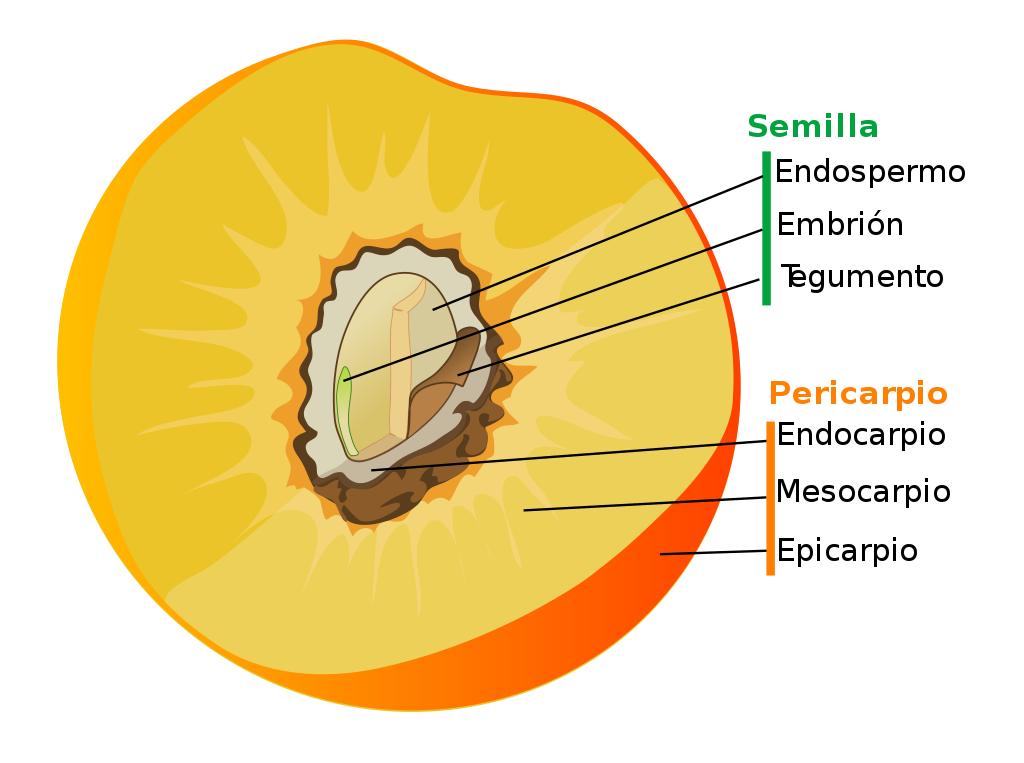 Semilla
Endospermo
Embrión
Tegumento
Pericarpio
Endocarpio
Mesocarpio
Epicarpio